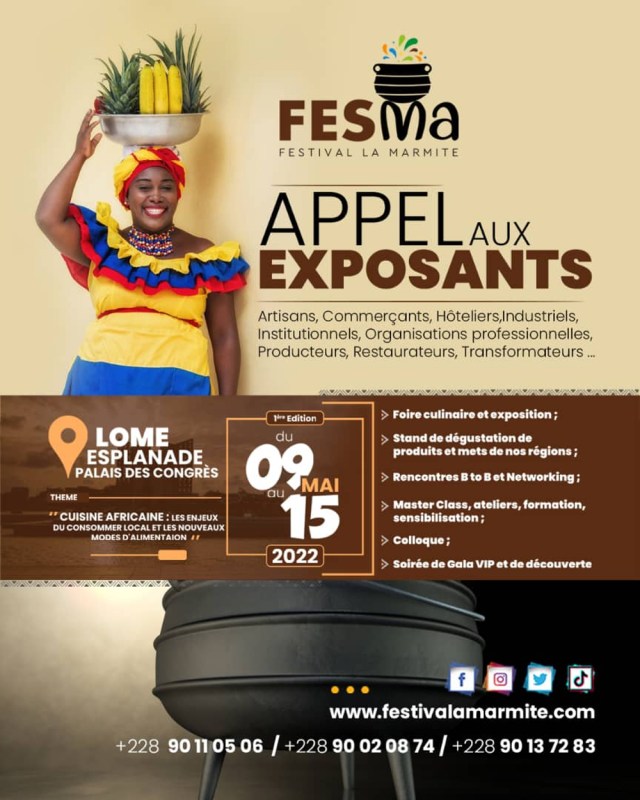 FESMa
FESTIVAL LA MARMITE
APPEL AUX
EXPOSANTS
Artisans, Commerçants, Hôteliers,Industriels,
Institutionnels, Organisations professionnelles,
Producteurs, Restaurateurs, Transformateurs ...
LOME
ESPLANADE
PALAIS DES CONGRÈS
THEME
‘‘ CUISINE AFRICAINE : LES ENJEUX
DU CONSOMMER LOCAL ET LES NOUVEAUX
MODES D'ALIMENTAION ’’
1ère Edition
du
09
MAI
au
15
2022
Foire culinaire et exposition ;
Stand de dégustation de
produits et mets de nos régions ;
Rencontres B to B et Networking ;
Master Class, ateliers, formation,
sensibilisation ;
Colloque ;
Soirée de Gala VIP et de découverte
www.festivalamarmite.com
+228 90 11 05 06 / +228 90 02 08 74 / +228 90 13 72 83